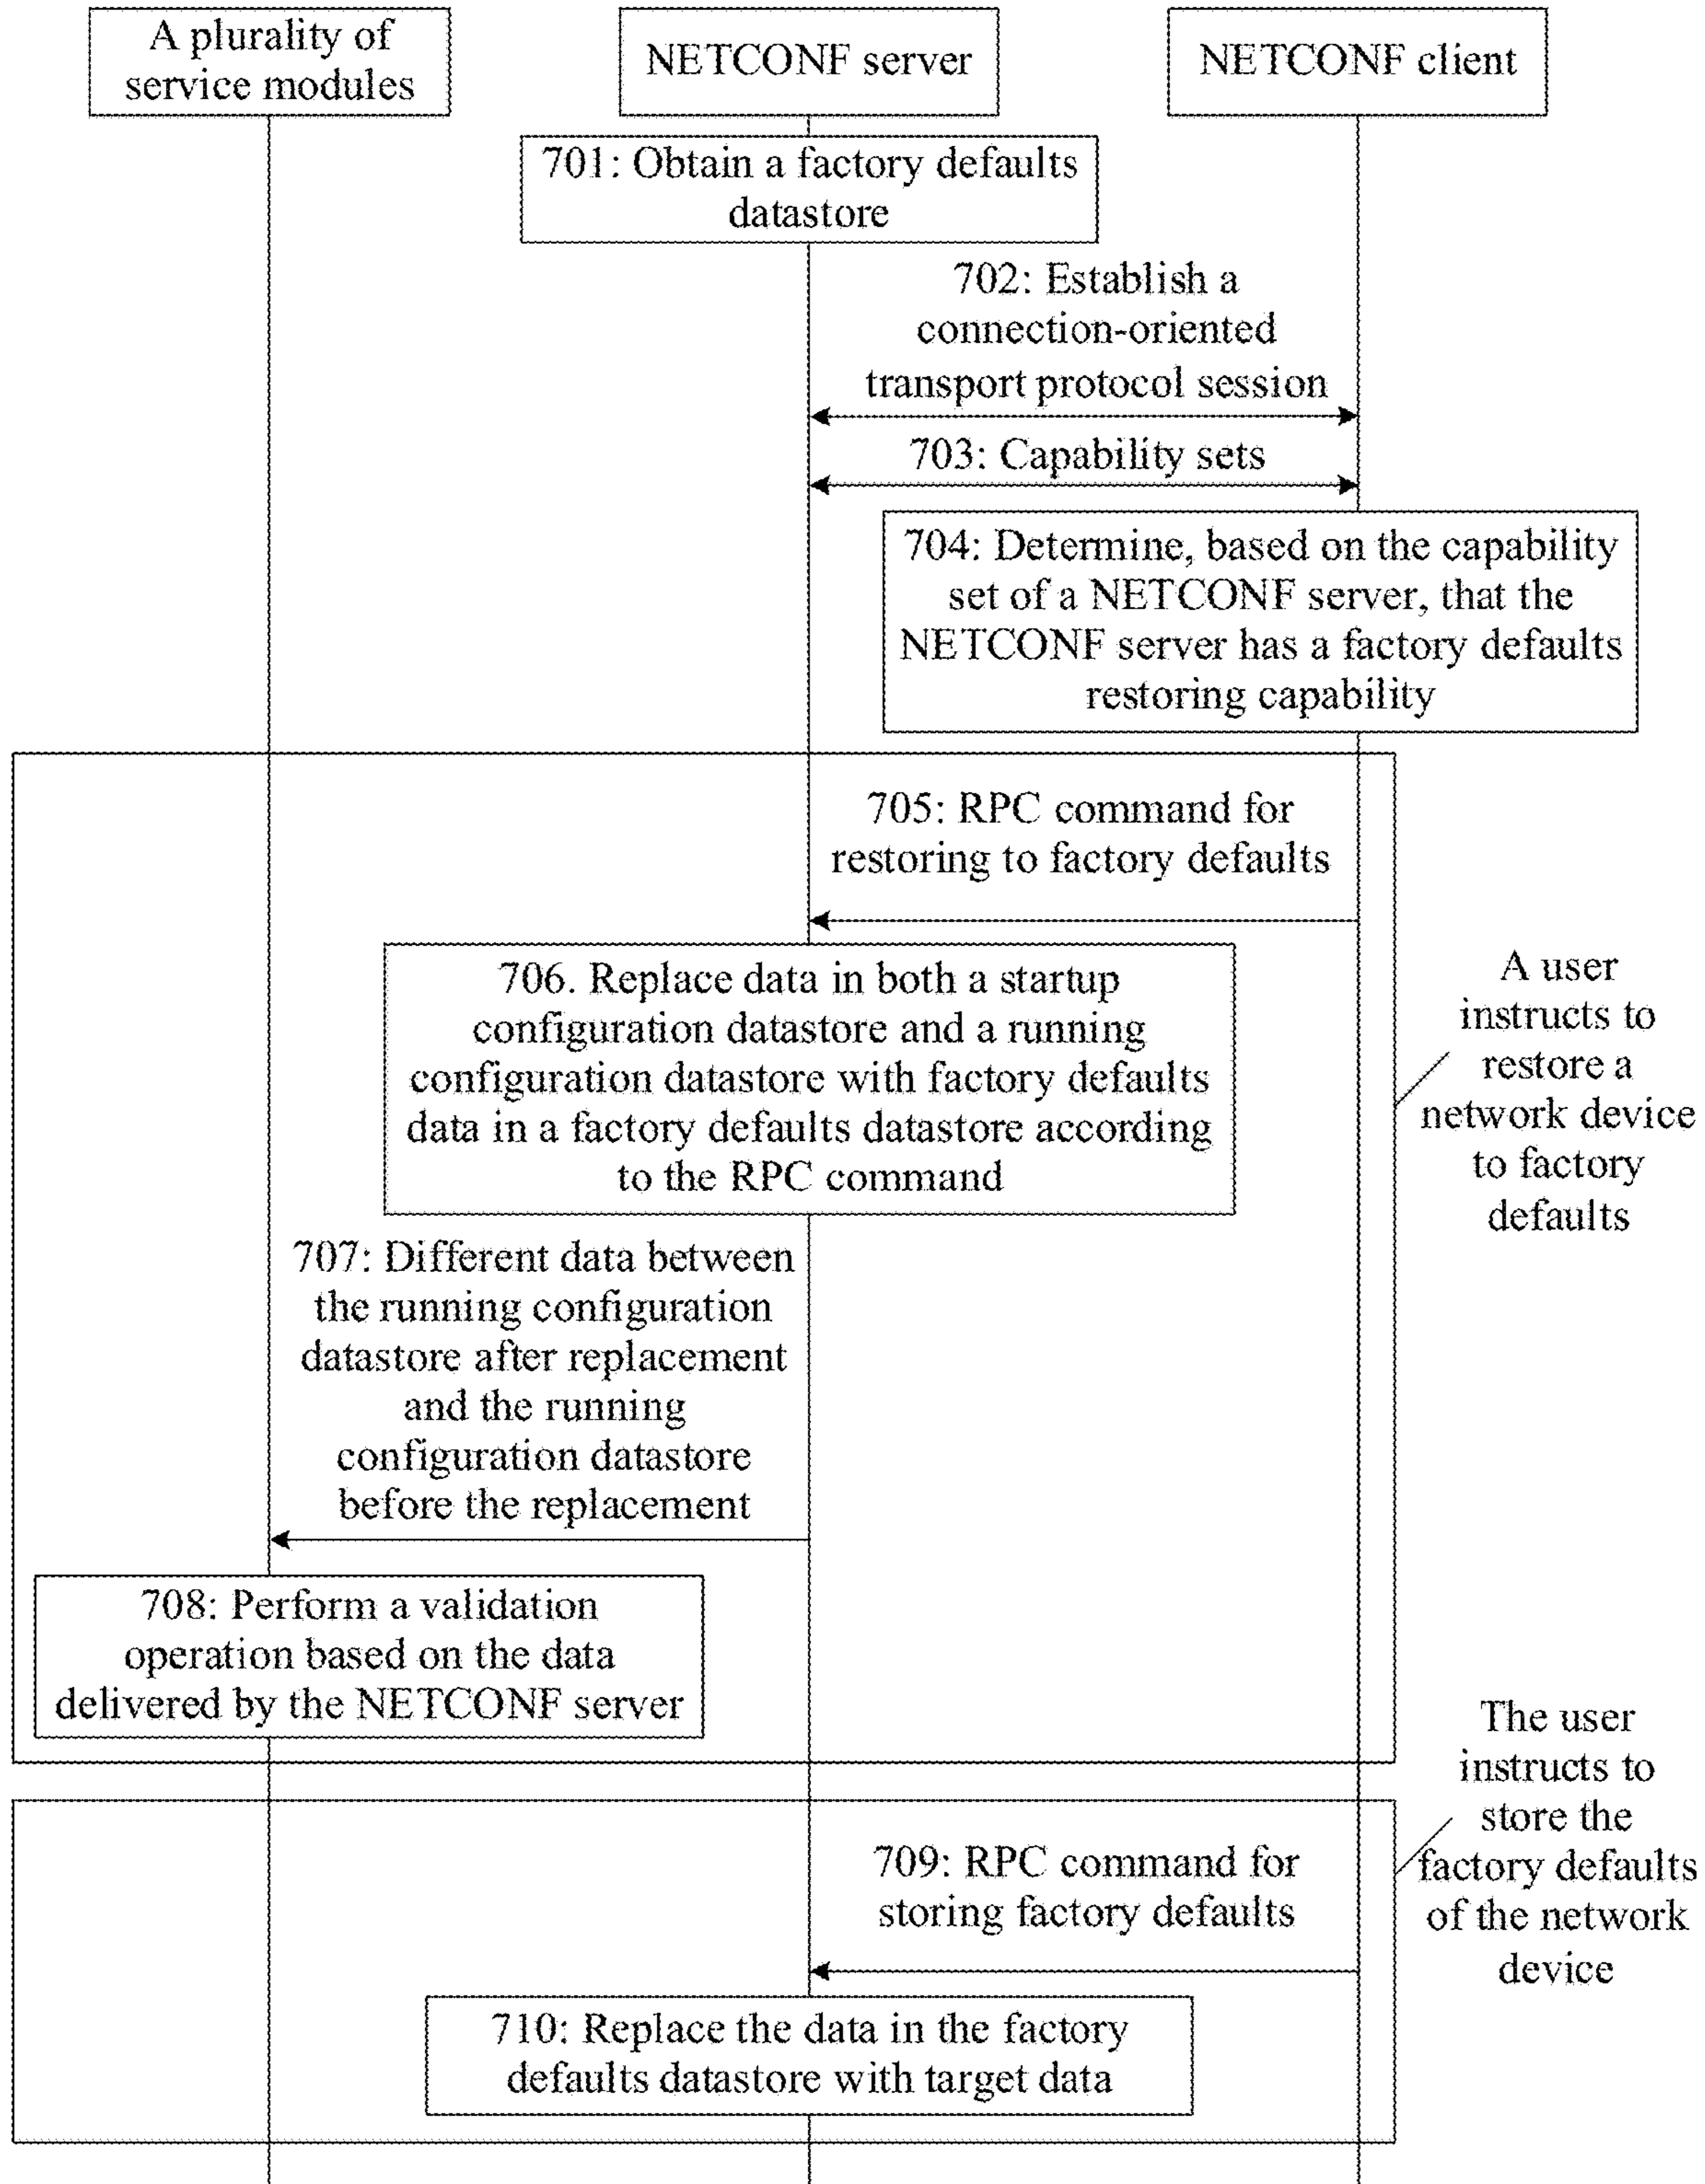 A plurality of
service modules
NETCONF server
NETCONF client
701: Obtain a factory defaults
datastore
702: Establish a
connection-oriented
transport protocol session
703: Capability sets
704: Determine, based on the capability
set of a NETCONF server, that the
NETCONF server has a factory defaults
restoring capability
705: RPC command for
restoring to factory defaults
706. Replace data in both a startup
configuration datastore and a running
configuration datastore with factory defaults
data in a factory defaults datastore according
to the RPC command
A user
instructs to
restore a
network device
to factory
defaults
707: Different data between
the running configuration
datastore after replacement
and the running
configuration datastore
before the replacement
708: Perform a validation
operation based on the data
delivered by the NETCONF server
The user
instructs to
store the
factory defaults
of the network
device
709: RPC command for
storing factory defaults
710: Replace the data in the factory
defaults datastore with target data